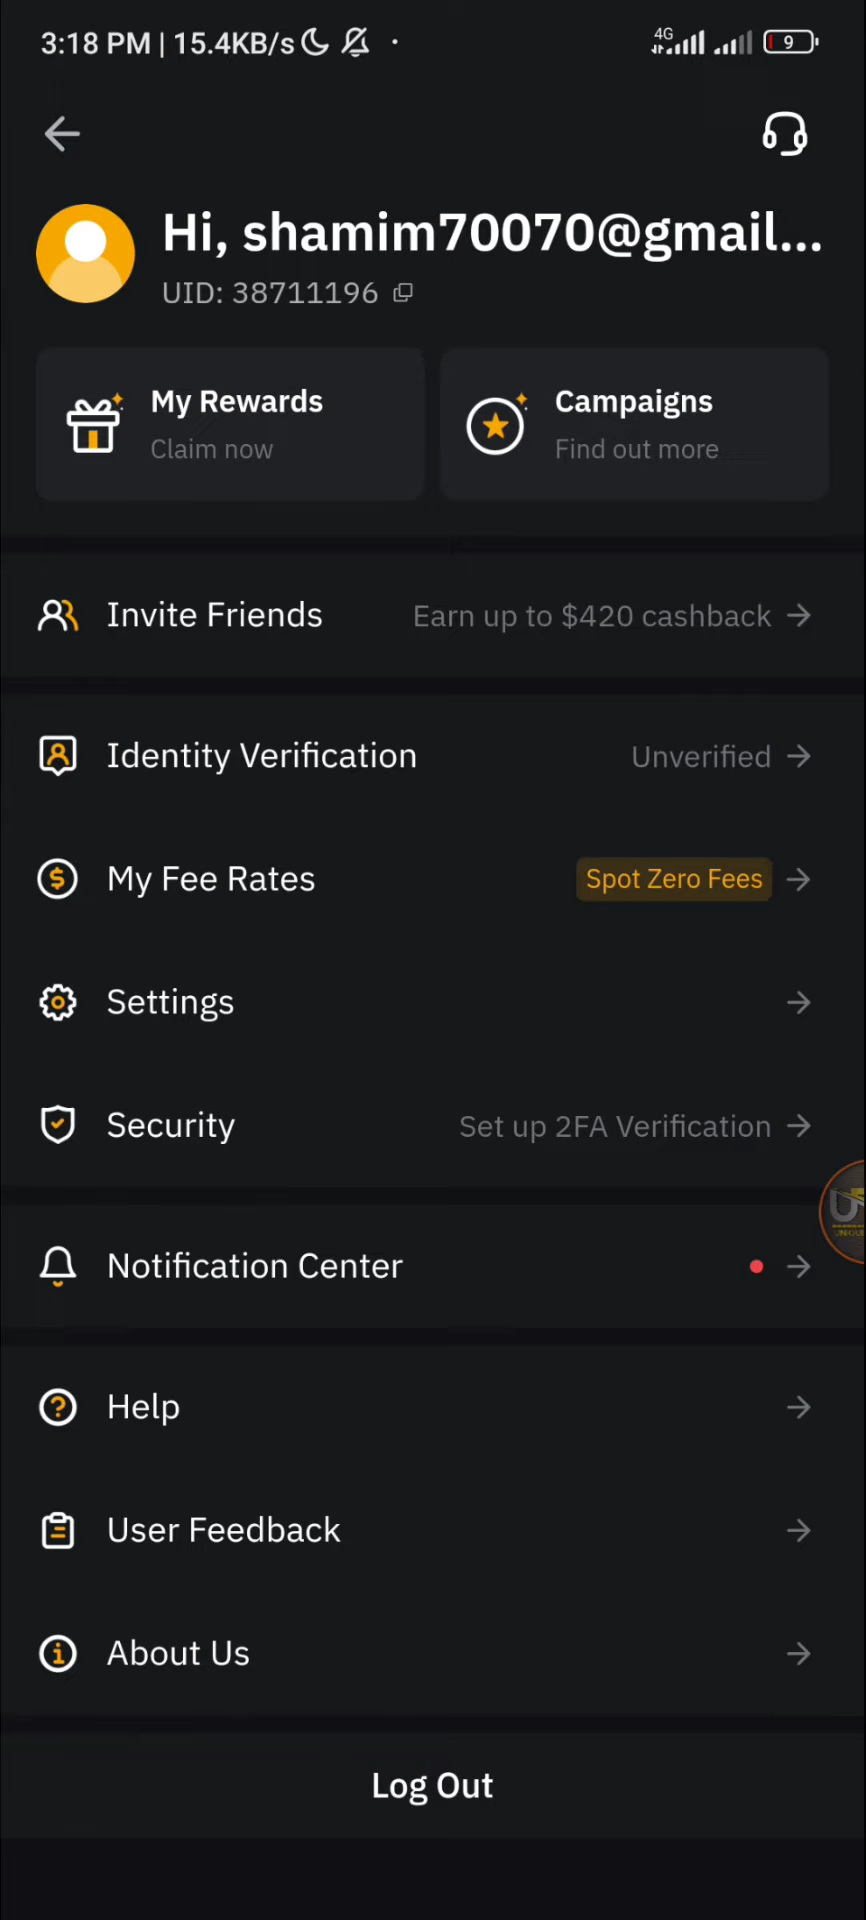 3:18 PM | 15.4KB/s
4G
9
Hi, shamim70070@gmail...
UID: 38711196
My Rewards
Claim now
Campaigns
Find out more
Invite Friends Earn up to $420 cashback
Identity Verification Unverified
My Fee Rates Spot Zero Fees
Settings
Security Set up 2FA Verification
Notification Center
Help
User Feedback
About Us
Log Out